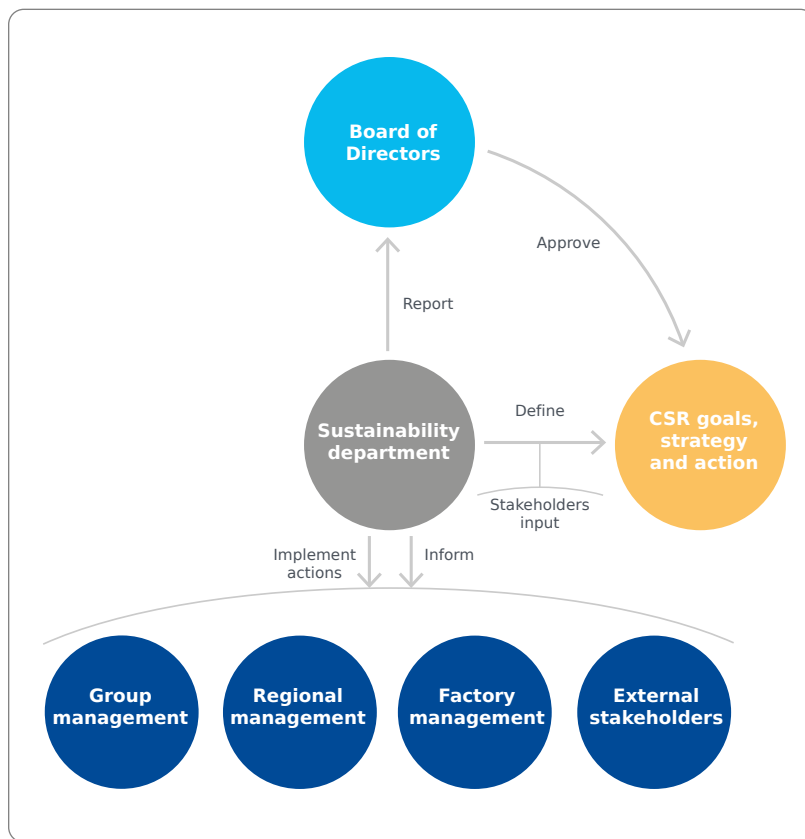 Board of
Directors
Approve
Report
Sustainability
department
Define
CSR goals,
strategy
and action
Stakeholders
input
Implement
actions
Inform
Group
management
Regional
management
Factory
management
External
stakeholders